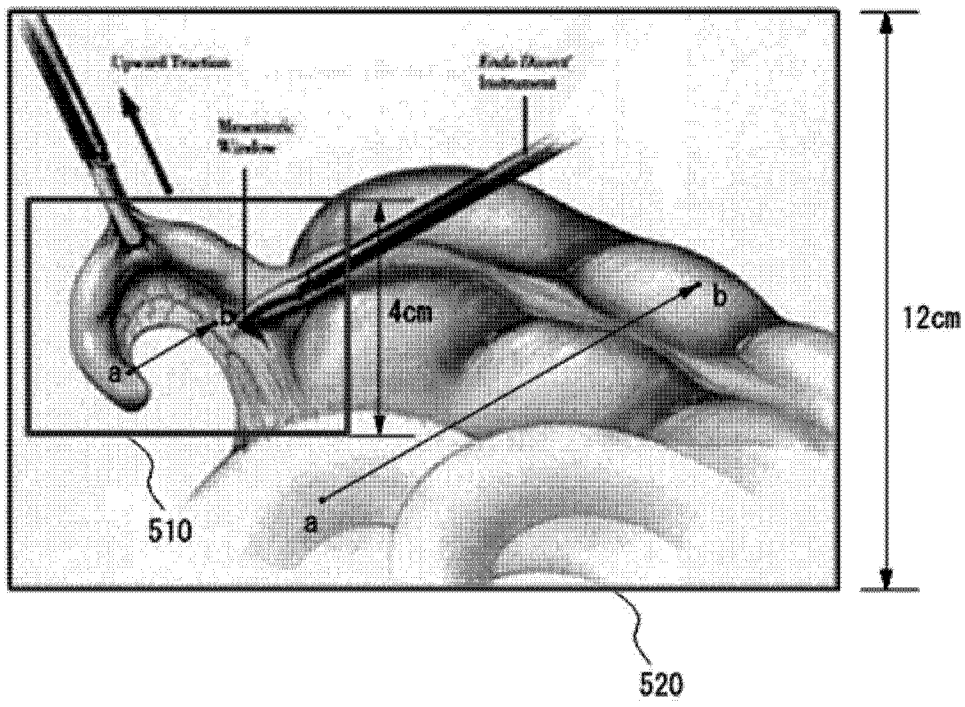 Upward Traction
Endo Dissect
Instrument
Mesenteric
Window
a
b
4cm
b
12cm
a
510
520